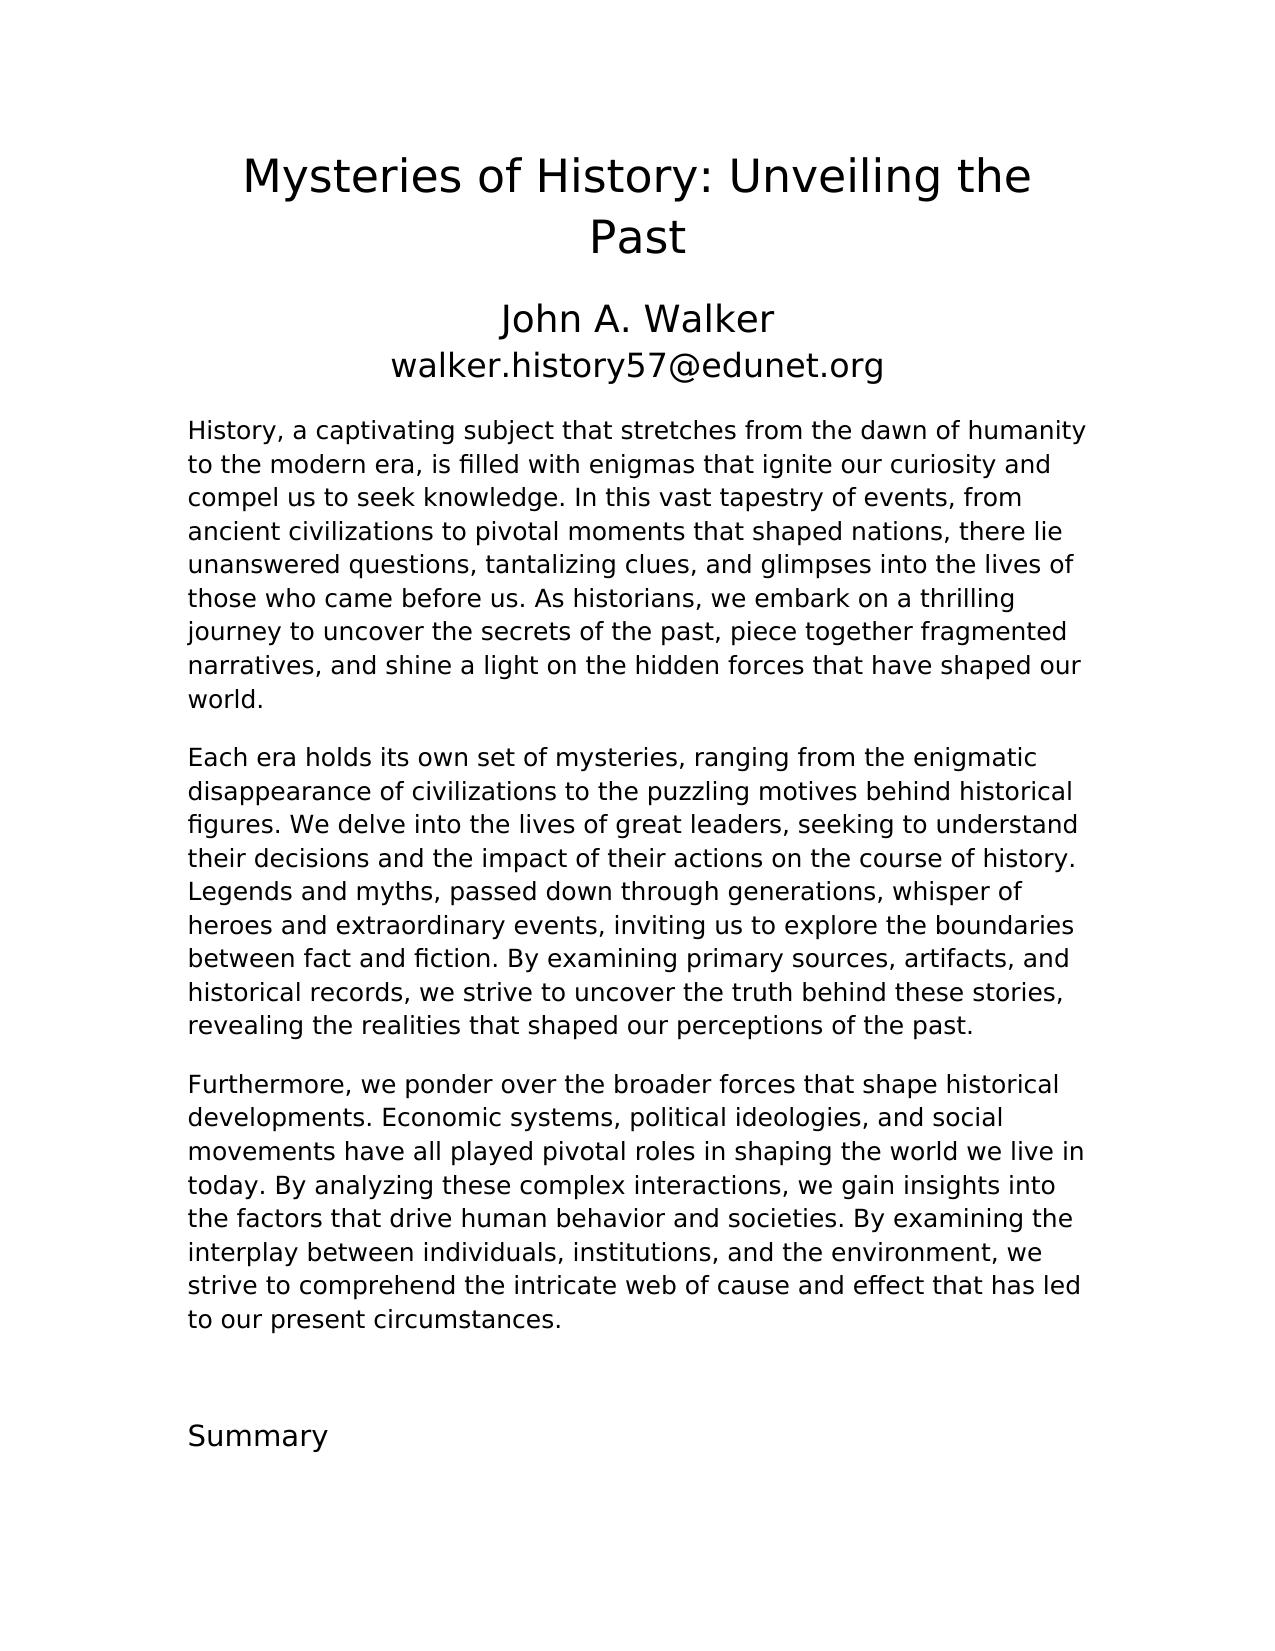 Mysteries of History: Unveiling the
Past
John A. Walker
walker.history57@edunet.org
History, a captivating subject that stretches from the dawn of humanity
to the modern era, is filled with enigmas that ignite our curiosity and
compel us to seek knowledge. In this vast tapestry of events, from
ancient civilizations to pivotal moments that shaped nations, there lie
unanswered questions, tantalizing clues, and glimpses into the lives of
those who came before us. As historians, we embark on a thrilling
journey to uncover the secrets of the past, piece together fragmented
narratives, and shine a light on the hidden forces that have shaped our
world.
Each era holds its own set of mysteries, ranging from the enigmatic
disappearance of civilizations to the puzzling motives behind historical
figures. We delve into the lives of great leaders, seeking to understand
their decisions and the impact of their actions on the course of history.
Legends and myths, passed down through generations, whisper of
heroes and extraordinary events, inviting us to explore the boundaries
between fact and fiction. By examining primary sources, artifacts, and
historical records, we strive to uncover the truth behind these stories,
revealing the realities that shaped our perceptions of the past.
Furthermore, we ponder over the broader forces that shape historical
developments. Economic systems, political ideologies, and social
movements have all played pivotal roles in shaping the world we live in
today. By analyzing these complex interactions, we gain insights into
the factors that drive human behavior and societies. By examining the
interplay between individuals, institutions, and the environment, we
strive to comprehend the intricate web of cause and effect that has led
to our present circumstances.
Summary